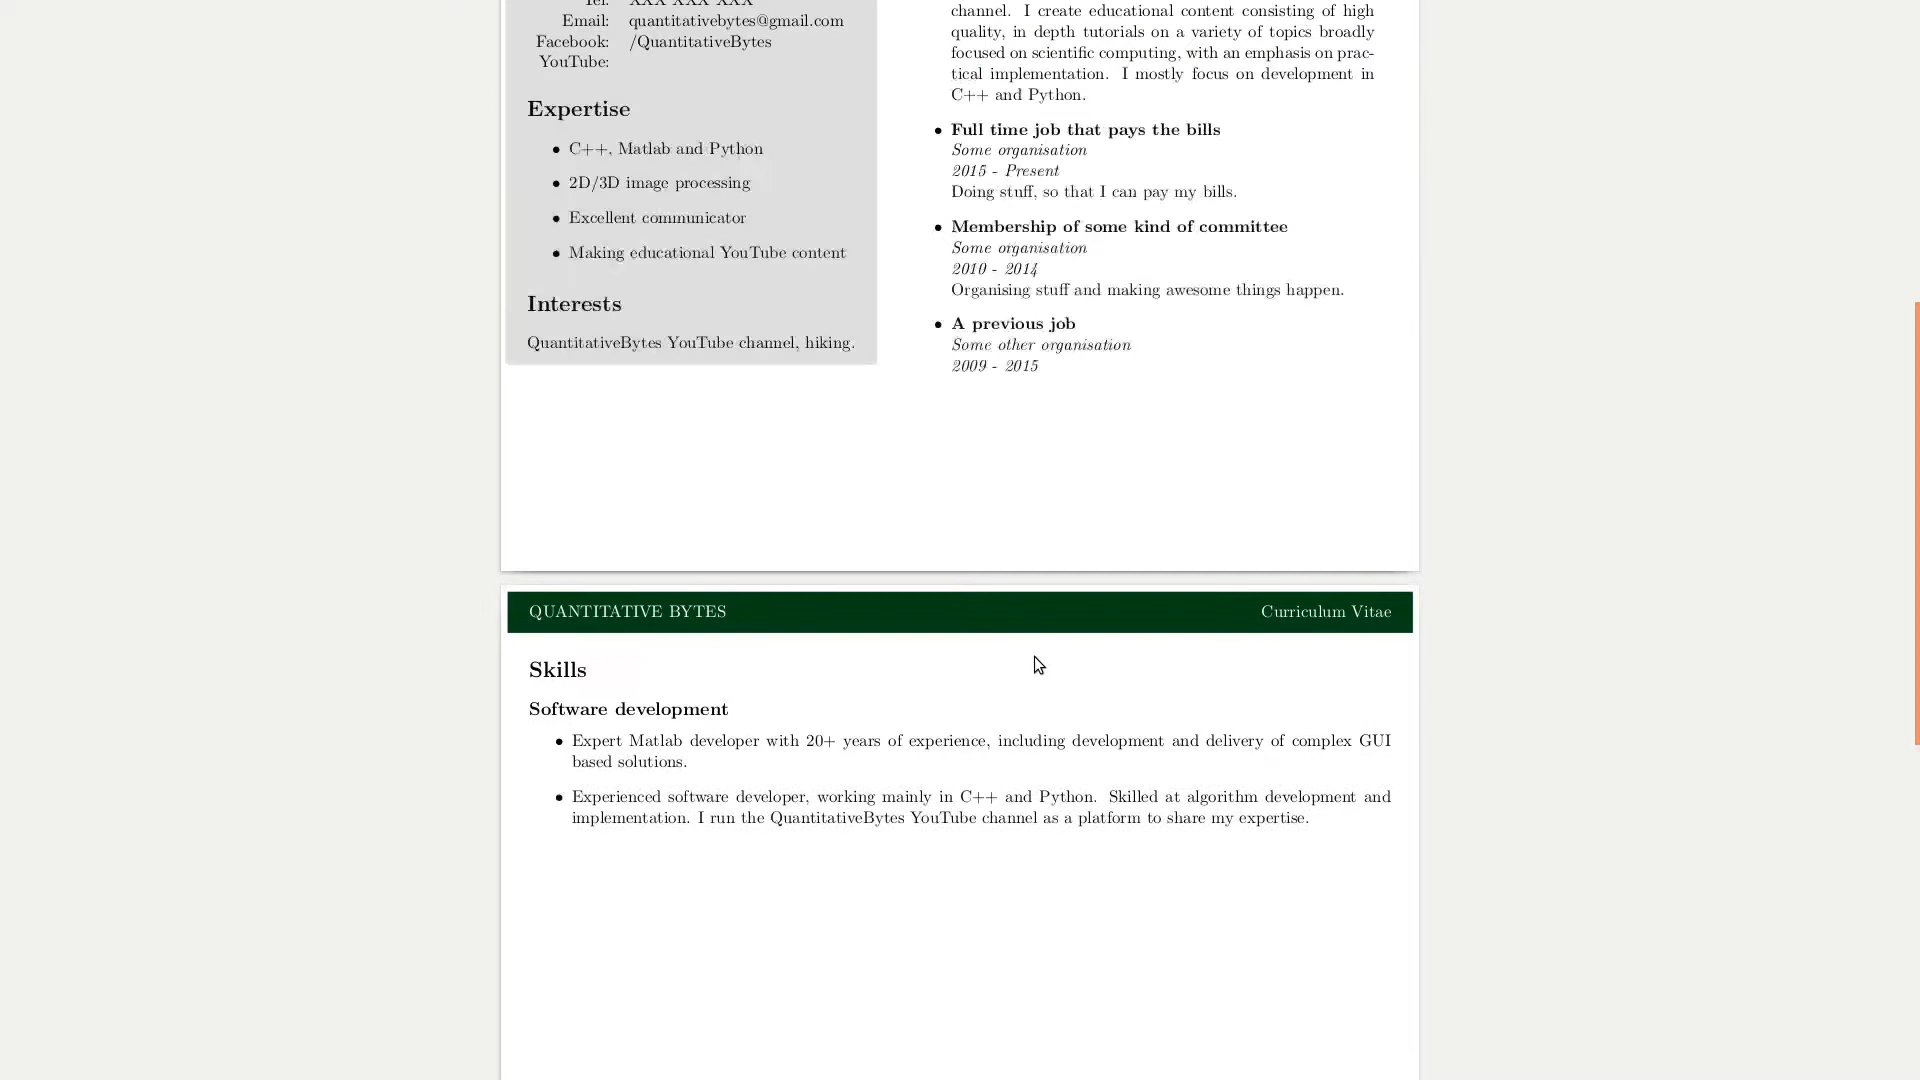 Tel: XXX XXX XXX
Email: quantitativebytes@gmail.com
Facebook: /QuantitativeBytes
YouTube:
Expertise
• C++, Matlab and Python
• 2D/3D image processing
• Excellent communicator
• Making educational YouTube content
Interests
QuantitativeBytes YouTube channel, hiking.
channel. I create educational content consisting of high
quality, in depth tutorials on a variety of topics broadly
focused on scientific computing, with an emphasis on prac-
tical implementation. I mostly focus on development in
C++ and Python.
• Full time job that pays the bills
Some organisation
2015 - Present
Doing stuff, so that I can pay my bills.
• Membership of some kind of committee
Some organisation
2010 - 2014
Organising stuff and making awesome things happen.
• A previous job
Some other organisation
2009 - 2015
QUANTITATIVE BYTES Curriculum Vitae
Skills
Software development
• Expert Matlab developer with 20+ years of experience, including development and delivery of complex GUI
based solutions.
• Experienced software developer, working mainly in C++ and Python. Skilled at algorithm development and
implementation. I run the QuantitativeBytes YouTube channel as a platform to share my expertise.